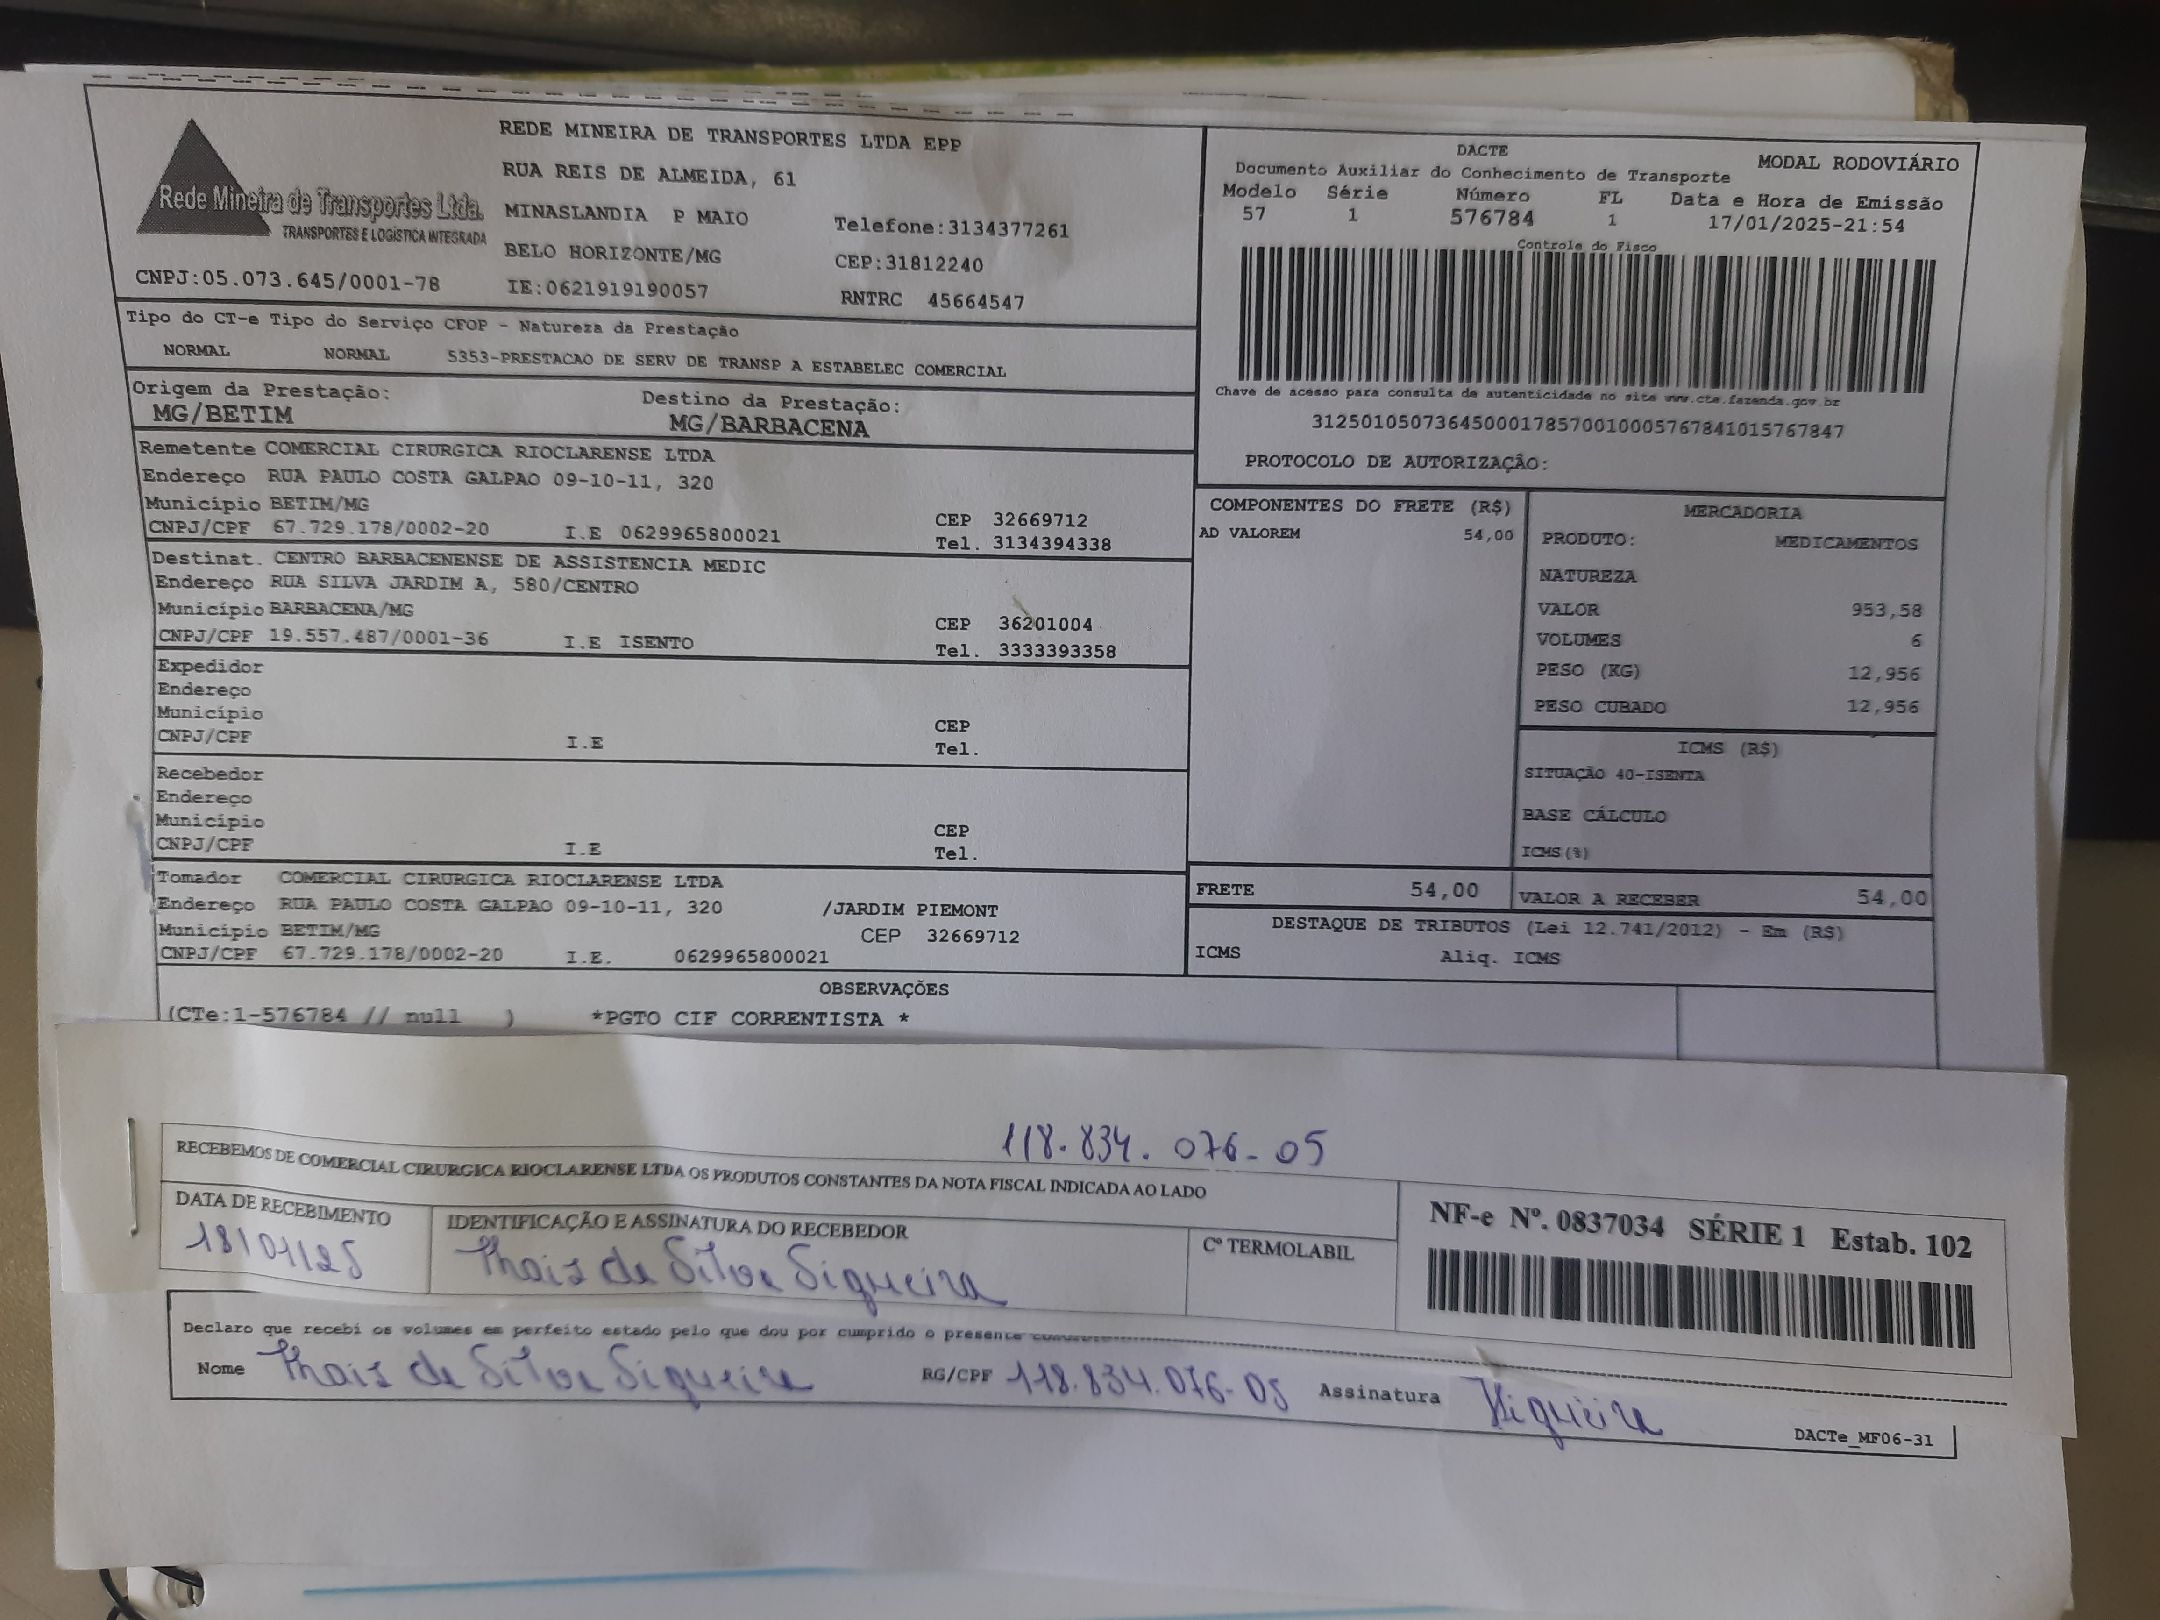 REDE MINEIRA DE TRANSPORTES LTDA EPP
RUA REIS DE ALMEIDA, 61
MINASLANDIA P MAIO
Telefone:3134377261
BELO HORIZONTE/MG
CEP:31812240
IE:0621919190057
RNTRC 45664547
Rede Mineira de Transportes Ltda.
TRANSPORTES E LOGÍSTICA INTEGRADA
CNPJ:05.073.645/0001-78
DACTE
MODAL RODOVIÁRIO
Documento Auxiliar do Conhecimento de Transporte
Modelo Série Número FL Data e Hora de Emissão
57 1 576784 1 17/01/2025-21:54
Controle do Fisco
Chave de acesso para consulta de autenticidade no site www.cte.fazenda.gov.br
31250105073645000178570010005767841015767847
PROTOCOLO DE AUTORIZAÇÃO:
Tipo do CT-e Tipo do Serviço CFOP - Natureza da Prestação
NORMAL NORMAL 5353-PRESTACAO DE SERV DE TRANSP A ESTABELEC COMERCIAL
Origem da Prestação: Destino da Prestação:
MG/BETIM MG/BARBACENA
Remetente COMERCIAL CIRURGICA RIOCLARENSE LTDA
Endereço RUA PAULO COSTA GALPAO 09-10-11, 320
Município BETIM/MG CEP 32669712
CNPJ/CPF 67.729.178/0002-20 I.E 0629965800021 Tel. 3134394338
Destinat. CENTRO BARBACENENSE DE ASSISTENCIA MEDIC
Endereço RUA SILVA JARDIM A, 580/CENTRO
Município BARBACENA/MG CEP 36201004
CNPJ/CPF 19.557.487/0001-36 I.E ISENTO Tel. 3333393358
Expedidor
Endereço
Município CEP
CNPJ/CPF I.E Tel.
Recebedor
Endereço
Município CEP
CNPJ/CPF I.E Tel.
Tomador COMERCIAL CIRURGICA RIOCLARENSE LTDA
Endereço RUA PAULO COSTA GALPAO 09-10-11, 320 /JARDIM PIEMONT
Município BETIM/MG CEP 32669712
CNPJ/CPF 67.729.178/0002-20 I.E. 0629965800021
COMPONENTES DO FRETE (R$)
AD VALOREM 54,00
MERCADORIA
PRODUTO: MEDICAMENTOS
NATUREZA
VALOR 953,58
VOLUMES 6
PESO (KG) 12,956
PESO CUBADO 12,956
ICMS (R$)
SITUAÇÃO 40-ISENTA
BASE CÁLCULO
ICMS(%)
FRETE 54,00 VALOR A RECEBER 54,00
DESTAQUE DE TRIBUTOS (Lei 12.741/2012) - Em (R$)
ICMS Aliq. ICMS
OBSERVAÇÕES
(CTe:1-576784 // null ) *PGTO CIF CORRENTISTA *
118.834.076-05
RECEBEMOS DE COMERCIAL CIRURGICA RIOCLARENSE LTDA OS PRODUTOS CONSTANTES DA NOTA FISCAL INDICADA AO LADO
DATA DE RECEBIMENTO IDENTIFICAÇÃO E ASSINATURA DO RECEBEDOR Cº TERMOLABIL
18/01/25 Thais da Silva Siqueira
NF-e Nº. 0837034 SÉRIE 1 Estab. 102
Declaro que recebi os volumes em perfeito estado pelo que dou por cumprido o presente
Nome Thais da Silva Siqueira RG/CPF 118.834.076-05 Assinatura Siqueira
DACTe_MF06-31